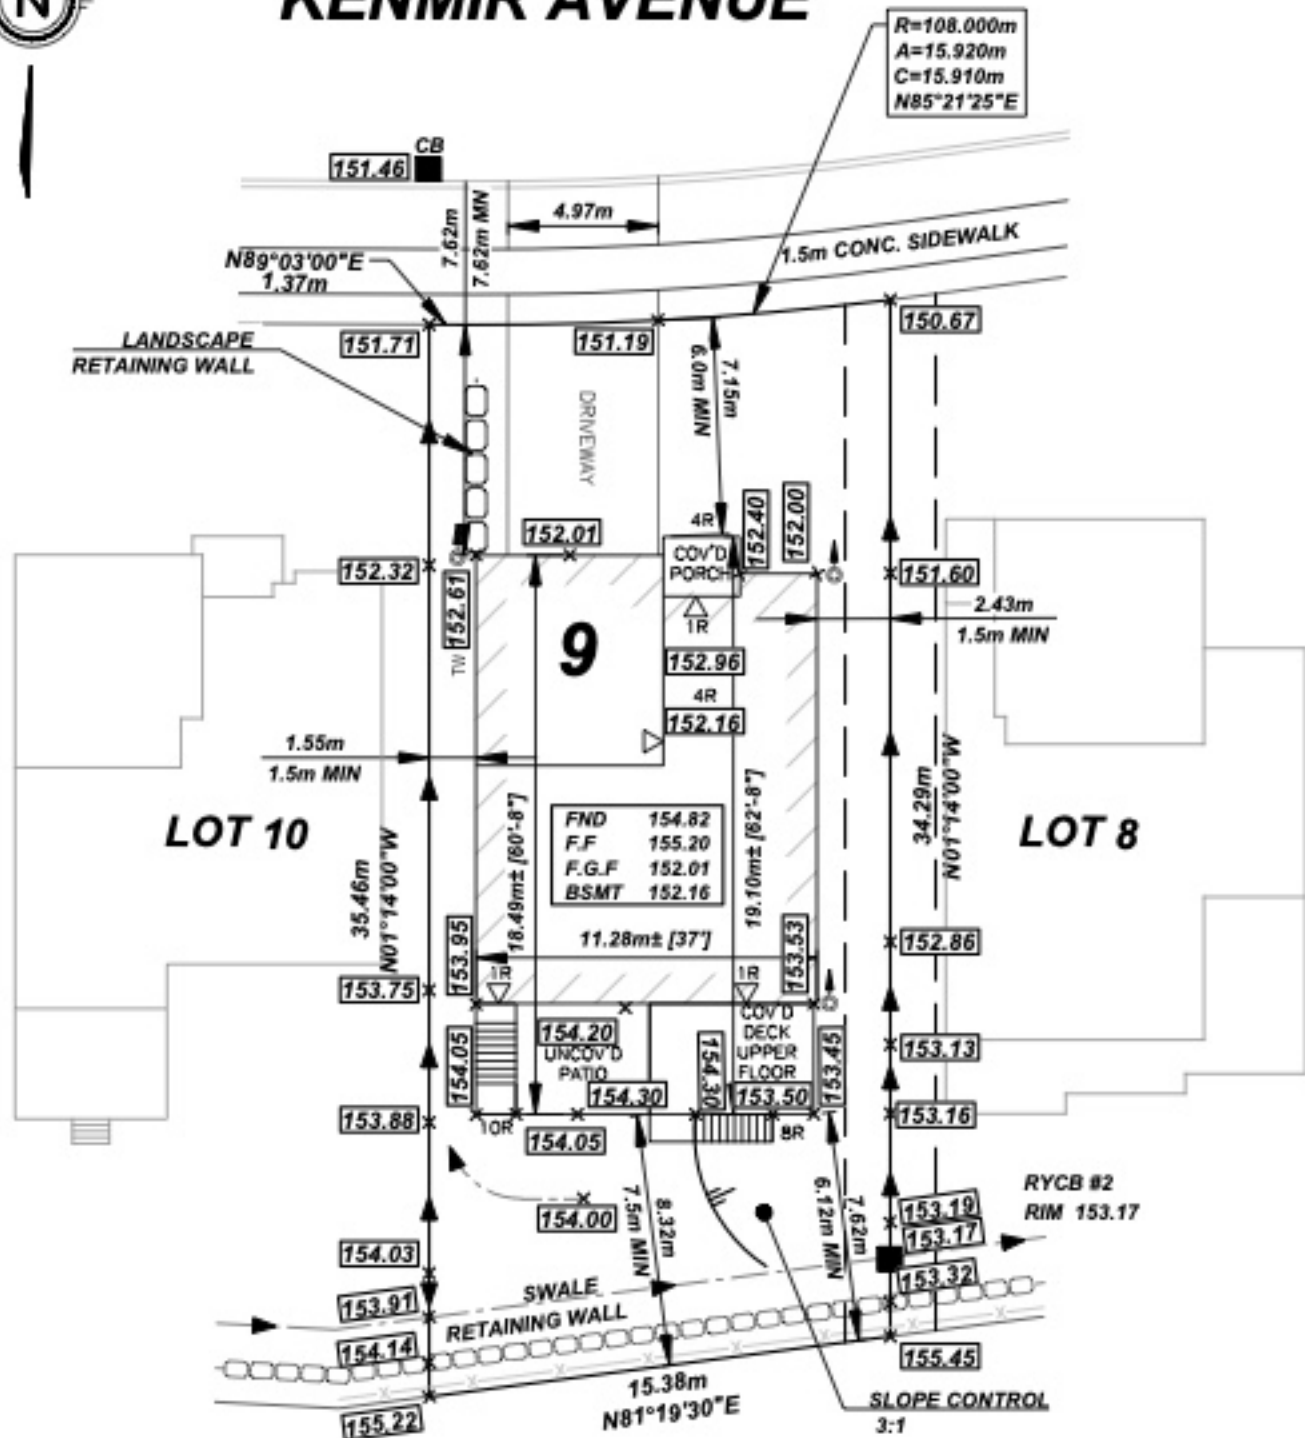 N
KENMIR AVENUE
R=108.000m
A=15.920m
C=15.910m
N85°21'25"E
CB
151.46
7.62m
7.62m MN
4.97m
1.5m CONC. SIDEWALK
N89°03'00"E
1.37m
151.71
151.19
150.67
LANDSCAPE
RETAINING WALL
DRIVEWAY
7.15m
6.0m MIN
152.01
4R
152.40
152.00
COV'D
PORCH
152.32
152.61
TW
151.60
1R
2.43m
1.5m MIN
9
152.96
4R
152.16
1.55m
1.5m MIN
LOT 10
LOT 8
34.29m
N01°14'00"W
35.46m
N01°14'00"W
18.49m± [60'-8"]
19.10m± [62'-8"]
FND 154.82
F.F 155.20
F.G.F 152.01
BSMT 152.16
11.28m± [37']
153.95
153.53
152.86
153.75
1R
1R
154.05
154.20
UNCOV'D
PATIO
COV'D
DECK
UPPER
FLOOR
154.30
153.45
153.13
154.30
153.50
153.88
10R
154.05
8R
153.16
154.00
8.32m
7.5m MIN
7.62m
6.12m MIN
RYCB #2
RIM 153.17
153.19
153.17
154.03
153.32
153.91
SWALE
RETAINING WALL
154.14
155.45
15.38m
N81°19'30"E
155.22
SLOPE CONTROL
3:1